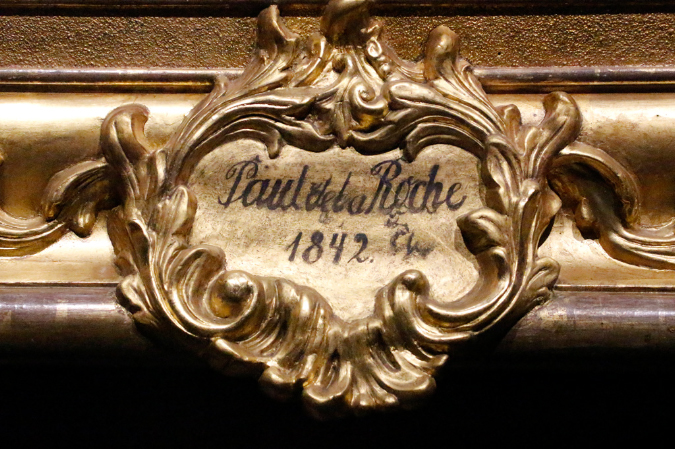 Paul de la Roche
1842.